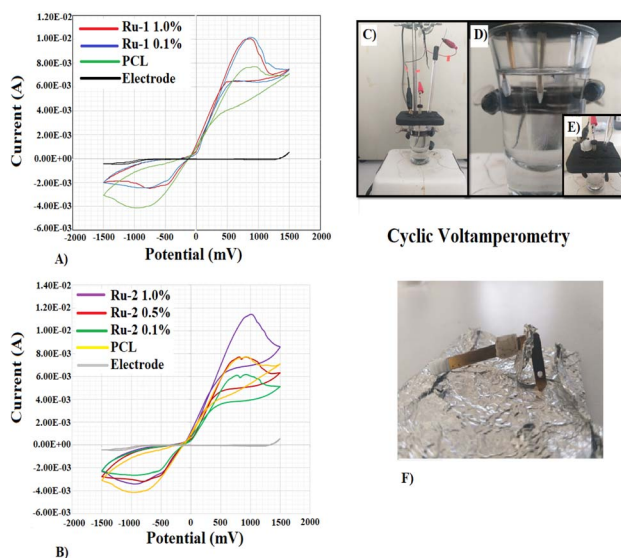 1.20E-02
1.00E-02
8.00E-03
6.00E-03
4.00E-03
2.00E-03
0.00E+00
-2.00E-03
-4.00E-03
-6.00E-03
Current (A)
Ru-1 1.0%
Ru-1 0.1%
PCL
Electrode
-2000 -1500 -1000 -500 0 500 1000 1500 2000
Potential (mV)
A)
1.40E-02
1.20E-02
1.00E-02
8.00E-03
6.00E-03
4.00E-03
2.00E-03
0.00E+00
-2.00E-03
-4.00E-03
-6.00E-03
Current (A)
Ru-2 1.0%
Ru-2 0.5%
Ru-2 0.1%
PCL
Electrode
-2000 -1500 -1000 -500 0 500 1000 1500 2000
Potential (mV)
B)
C)
D)
E)
Cyclic Voltamperometry
F)